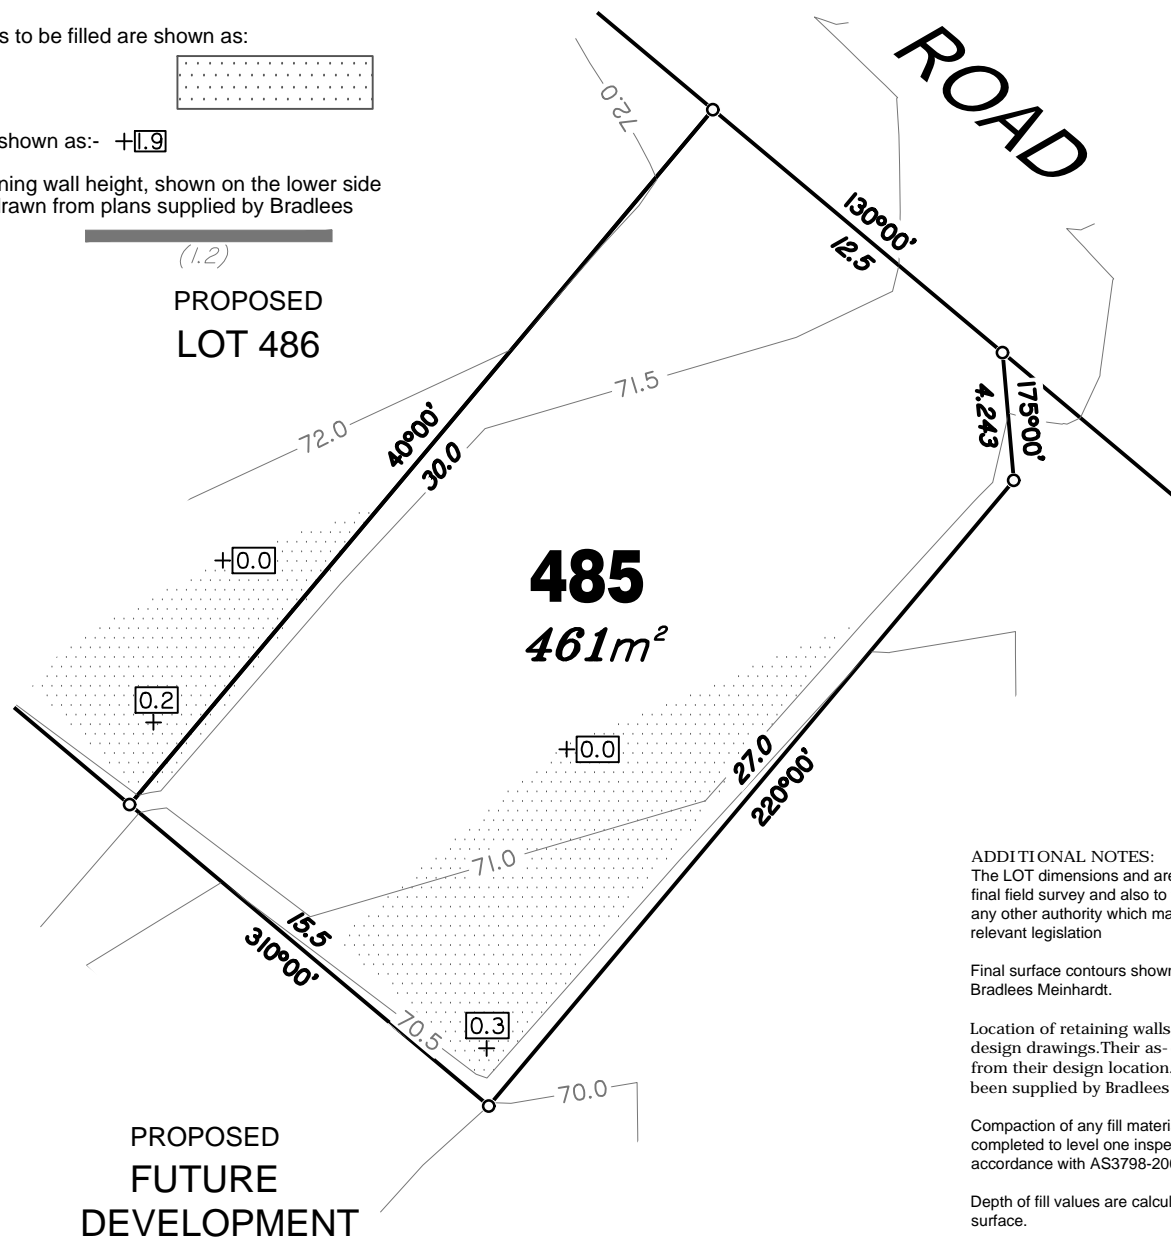 s to be filled are shown as:
shown as:- +1.9
ning wall height, shown on the lower side
drawn from plans supplied by Bradlees
(1.2)
PROPOSED
LOT 486
ROAD
72.0
130°00'
12.5
175°00'
4.243
71.5
72.0
40°00'
30.0
+0.0
0.2
485
461m²
+0.0
27.0
220°00'
71.0
15.5
310°00'
70.5
0.3
70.0
PROPOSED
FUTURE
DEVELOPMENT
ADDITIONAL NOTES:
The LOT dimensions and are
final field survey and also to
any other authority which ma
relevant legislation
Final surface contours shown
Bradlees Meinhardt.
Location of retaining walls
design drawings.Their as-
from their design location.
been supplied by Bradlees
Compaction of any fill materi
completed to level one inspe
accordance with AS3798-200
Depth of fill values are calcul
surface.